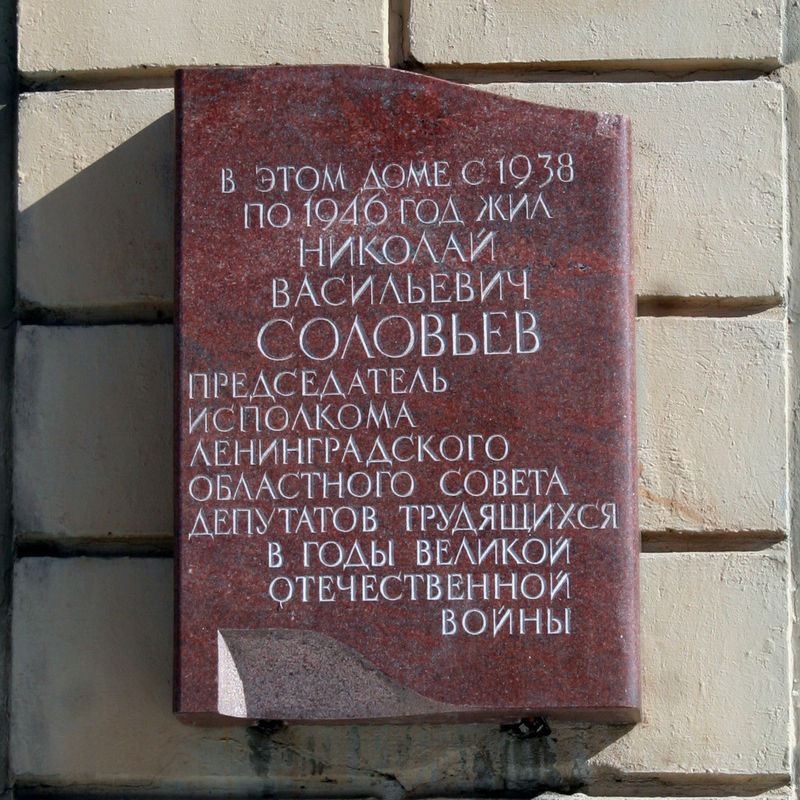 В ЭТОМ ДОМЕ С 1938
ПО 1946 ГОД ЖИЛ
НИКОЛАЙ
ВАСИЛЬЕВИЧ
СОЛОВЬЕВ
ПРЕДСЕДАТЕЛЬ
ИСПОЛКОМА
ЛЕНИНГРАДСКОГО
ОБЛАСТНОГО СОВЕТА
ДЕПУТАТОВ ТРУДЯЩИХСЯ
В ГОДЫ ВЕЛИКОЙ
ОТЕЧЕСТВЕННОЙ
ВОЙНЫ